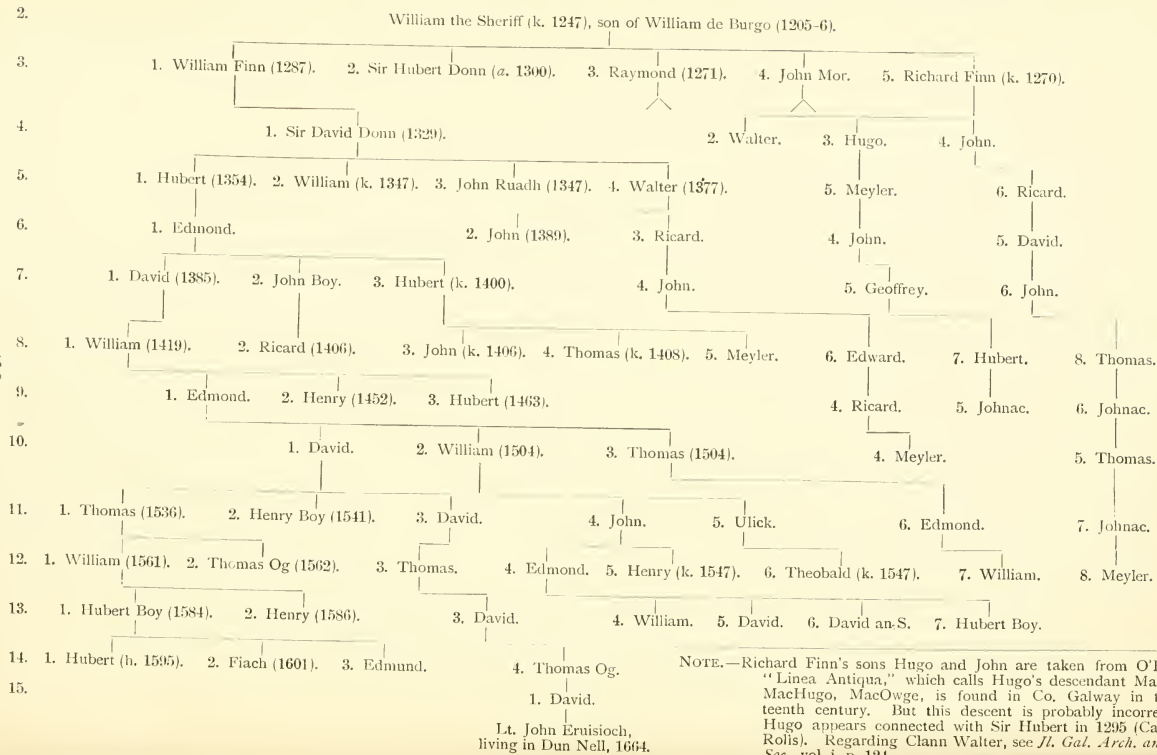 2. William the Sheriff (k. 1247), son of William de Burgo (1205-6).
3. 1. William Finn (1287). 2. Sir Hubert Donn (a. 1300). 3. Raymond (1271). 4. John Mor. 5. Richard Finn (k. 1270).
4. 1. Sir David Donn (1329). 2. Walter. 3. Hugo. 4. John.
5. 1. Hubert (1354). 2. William (k. 1347). 3. John Ruadh (1347). 4. Walter (1377). 5. Meyler. 6. Ricard.
6. 1. Edmond. 2. John (1389). 3. Ricard. 4. John. 5. David.
7. 1. David (1385). 2. John Boy. 3. Hubert (k. 1400). 4. John. 5. Geoffrey. 6. John.
8. 1. William (1419). 2. Ricard (1406). 3. John (k. 1406). 4. Thomas (k. 1408). 5. Meyler. 6. Edward. 7. Hubert. 8. Thomas.
9. 1. Edmond. 2. Henry (1452). 3. Hubert (1463). 4. Ricard. 5. Johnac. 6. Johnac.
10. 1. David. 2. William (1504). 3. Thomas (1504). 4. Meyler. 5. Thomas.
11. 1. Thomas (1536). 2. Henry Boy (1541). 3. David. 4. John. 5. Ulick. 6. Edmond. 7. Johnac.
12. 1. William (1561). 2. Thomas Og (1562). 3. Thomas. 4. Edmond. 5. Henry (k. 1547). 6. Theobald (k. 1547). 7. William. 8. Meyler.
13. 1. Hubert Boy (1584). 2. Henry (1586). 3. David. 4. William. 5. David. 6. David an S. 7. Hubert Boy.
14. 1. Hubert (h. 1595). 2. Fiach (1601). 3. Edmund. 4. Thomas Og.
15. 1. David.
Lt. John Eruisioch,
living in Dun Nell, 1664.
NOTE.—Richard Finn's sons Hugo and John are taken from O'
"Linea Antiqua," which calls Hugo's descendant Ma
MacHugo, MacOwge, is found in Co. Galway in t
teenth century. But this descent is probably incorre
Hugo appears connected with Sir Hubert in 1295 (Ca
Rolls). Regarding Clann Walter, see Jl. Gal. Arch. an
Soc., vol. i, p. 124